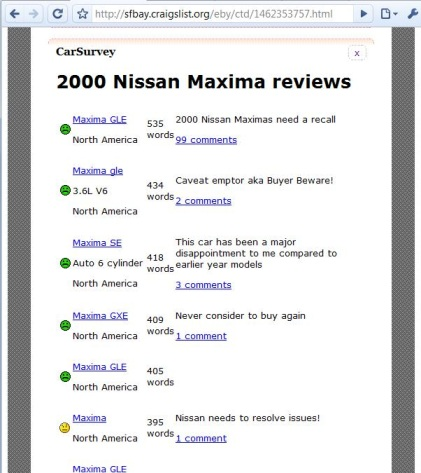 http://sfbay.craigslist.org/eby/ctd/1462353757.html
CarSurvey
x
2000 Nissan Maxima reviews
Maxima GLE
North America
535
words
2000 Nissan Maximas need a recall
99 comments
Maxima gle
3.6L V6
North America
434
words
Caveat emptor aka Buyer Beware!
2 comments
Maxima SE
Auto 6 cylinder
North America
418
words
This car has been a major
disappointment to me compared to
earlier year models
3 comments
Maxima GXE
North America
409
words
Never consider to buy again
1 comment
Maxima GLE
North America
405
words
Maxima
North America
395
words
Nissan needs to resolve issues!
1 comment
Maxima GLE